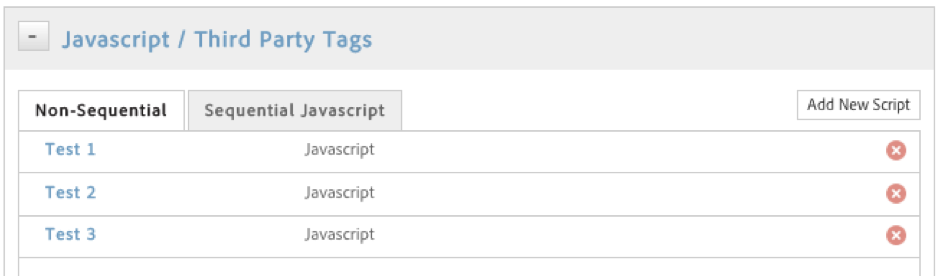 - Javascript / Third Party Tags
Non-Sequential Sequential Javascript Add New Script
Test 1 Javascript
Test 2 Javascript
Test 3 Javascript